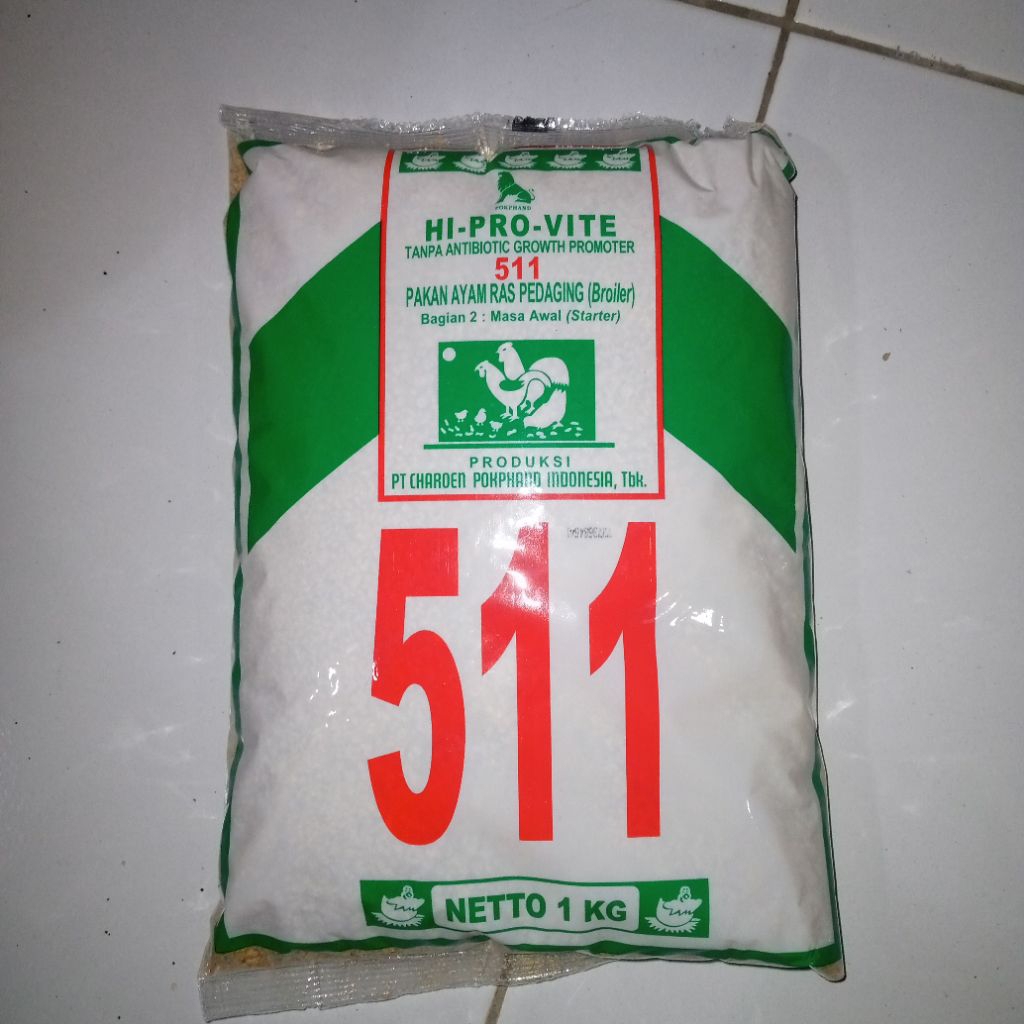 POKPHAND
HI-PRO-VITE
TANPA ANTIBIOTIC GROWTH PROMOTER
511
PAKAN AYAM RAS PEDAGING (Broiler)
Bagian 2 : Masa Awal (Starter)
PRODUKSI
PT CHAROEN POKPHAND INDONESIA, Tbk.
511
NETTO 1 KG